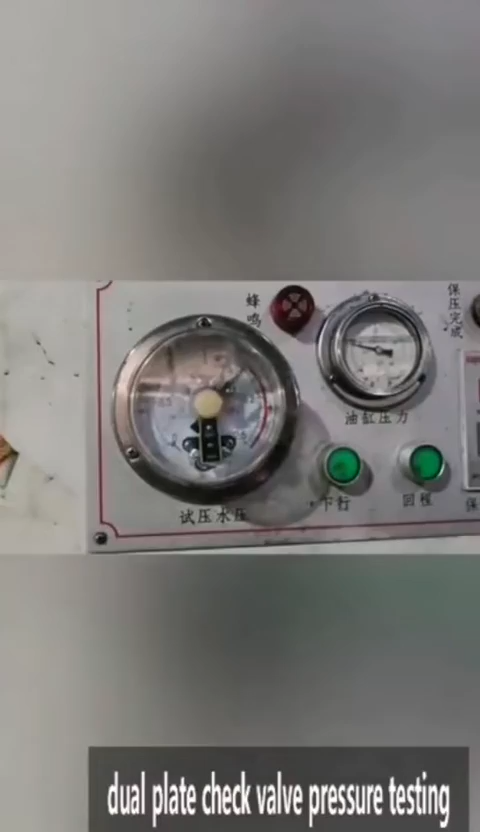 蜂鸣
保压完成
油缸压力
试压水压
下行
回程
保
dual plate check valve pressure testing